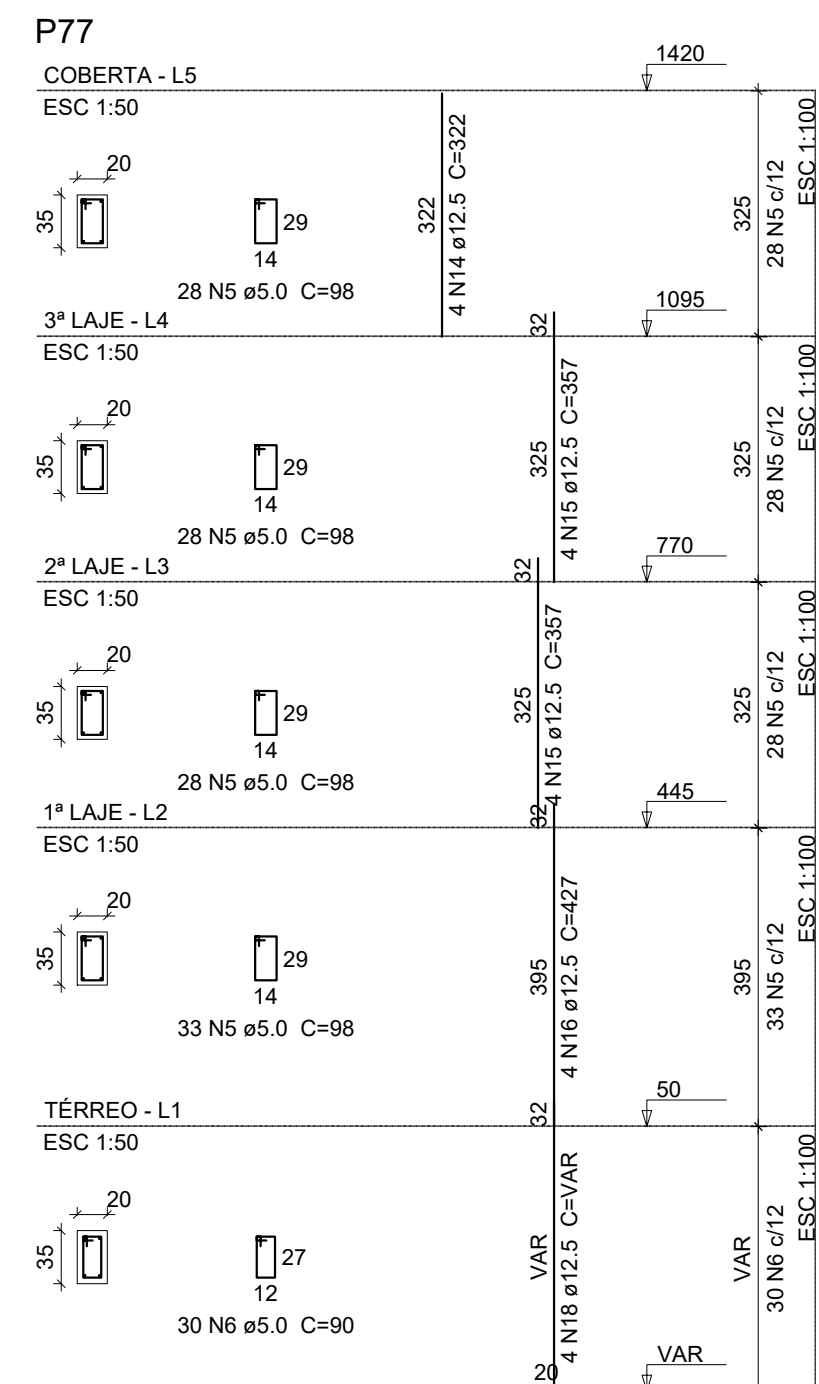 P77
COBERTA - L5
1420
ESC 1:50
20
35
29
14
28 N5 ø5.0 C=98
322
4 N14 ø12.5 C=322
325
28 N5 c/12
ESC 1:100
3ª LAJE - L4
32
1095
ESC 1:50
20
35
29
14
28 N5 ø5.0 C=98
325
4 N15 ø12.5 C=357
325
28 N5 c/12
ESC 1:100
2ª LAJE - L3
32
770
ESC 1:50
20
35
29
14
28 N5 ø5.0 C=98
325
4 N15 ø12.5 C=357
325
28 N5 c/12
ESC 1:100
1ª LAJE - L2
32
445
ESC 1:50
20
35
29
14
33 N5 ø5.0 C=98
395
4 N16 ø12.5 C=427
395
33 N5 c/12
ESC 1:100
TÉRREO - L1
32
50
ESC 1:50
20
35
27
12
30 N6 ø5.0 C=90
VAR
4 N18 ø12.5 C=VAR
VAR
30 N6 c/12
ESC 1:100
20
VAR